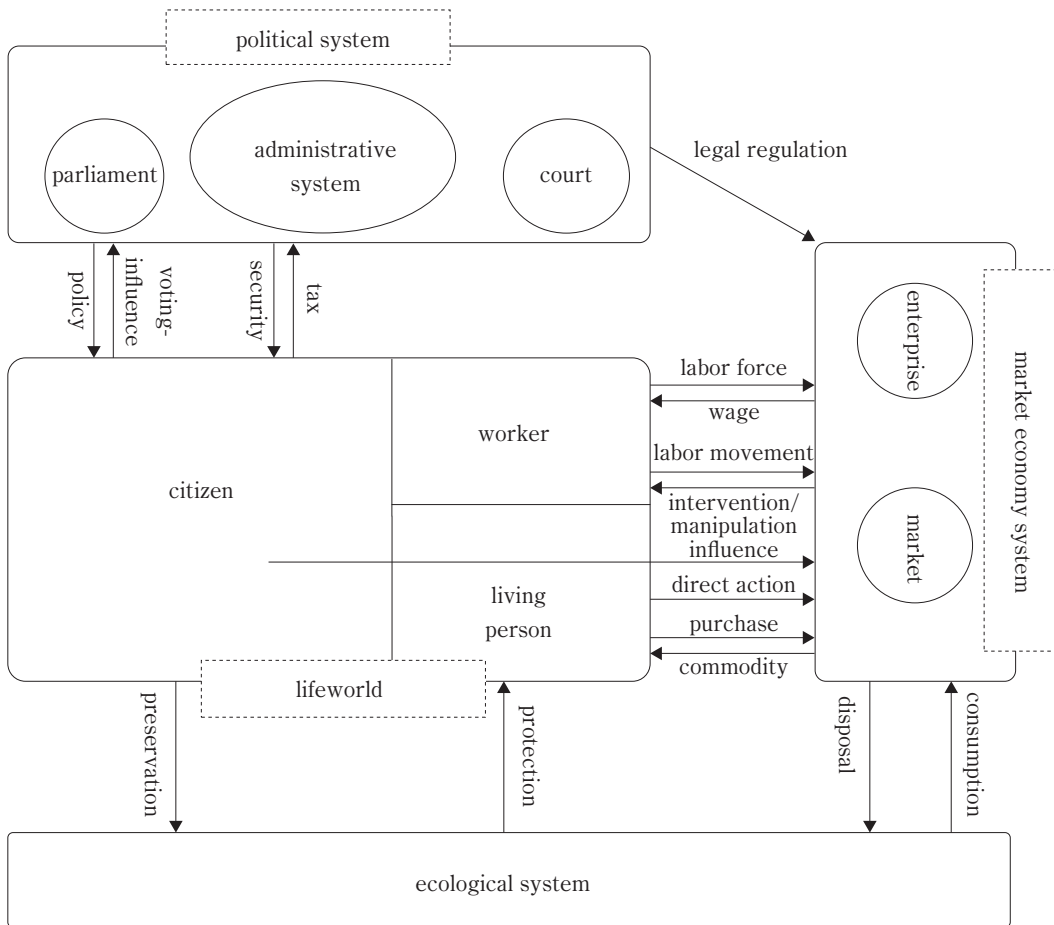 political system
parliament
administrative
system
court
legal regulation
policy
influence
voting-
security
tax
enterprise
market
market economy system
citizen
worker
living
person
labor force
wage
labor movement
intervention/
manipulation
influence
direct action
purchase
commodity
lifeworld
preservation
protection
disposal
consumption
ecological system